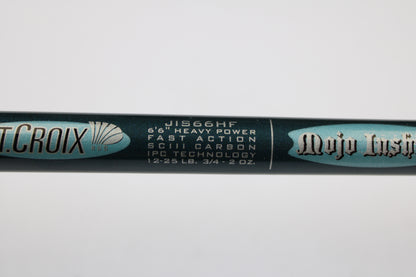 T. CROIX
JIS66HF
6'6" HEAVY POWER
FAST ACTION
SCIII CARBON
IPC TECHNOLOGY
12-25 LB. 3/4 - 2 OZ.
Mojo Insh